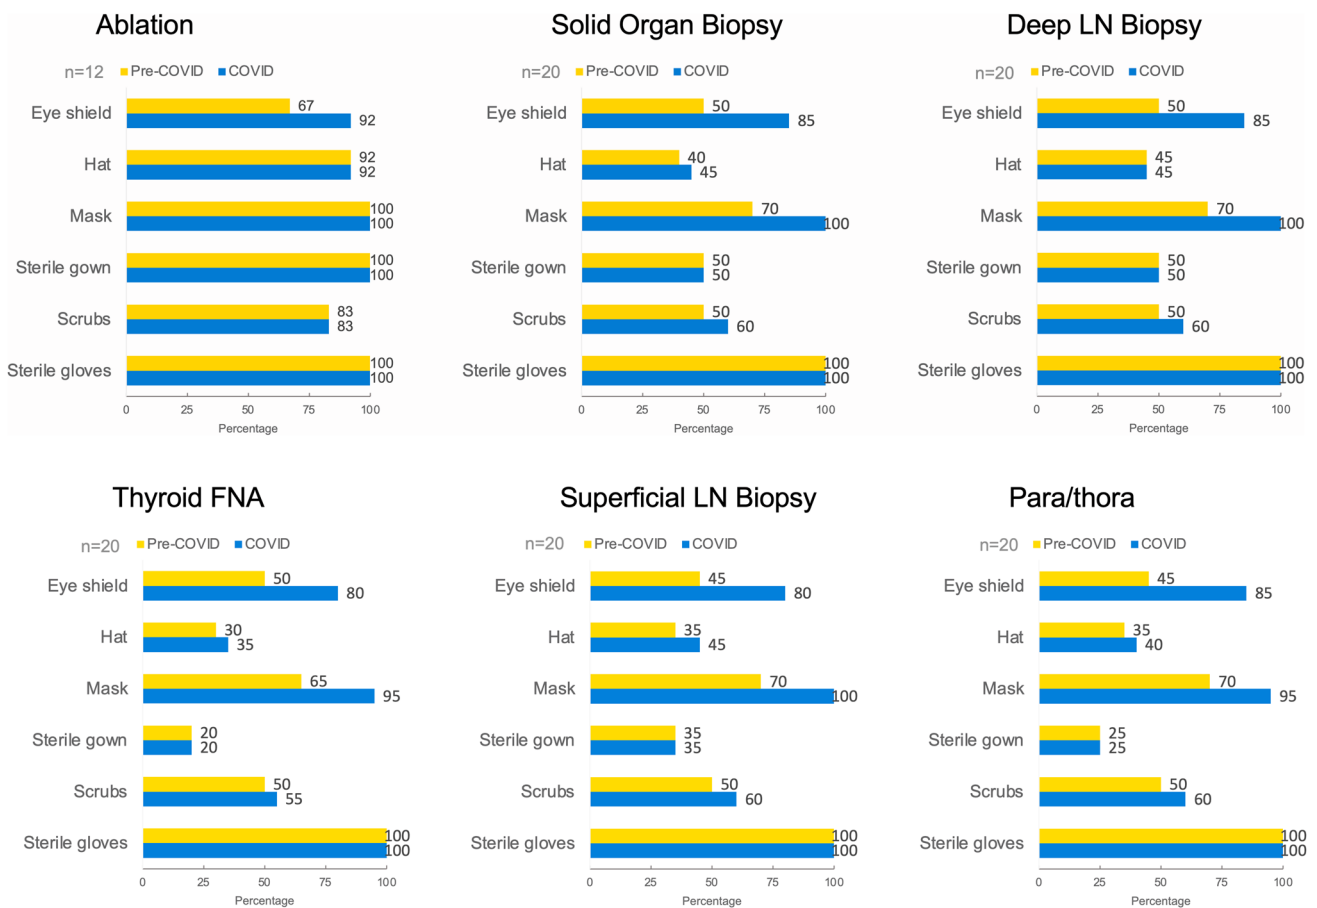 Ablation
n=12 Pre-COVID COVID
Eye shield 67
92
Hat 92
92
Mask 100
100
Sterile gown 100
100
Scrubs 83
83
Sterile gloves 100
100
0 25 50 75 100
Percentage
Solid Organ Biopsy
n=20 Pre-COVID COVID
Eye shield 50
85
Hat 40
45
Mask 70
100
Sterile gown 50
50
Scrubs 50
60
Sterile gloves 100
100
0 25 50 75 100
Percentage
Deep LN Biopsy
n=20 Pre-COVID COVID
Eye shield 50
85
Hat 45
45
Mask 70
100
Sterile gown 50
50
Scrubs 50
60
Sterile gloves 100
100
0 25 50 75 100
Percentage
Thyroid FNA
n=20 Pre-COVID COVID
Eye shield 50
80
Hat 30
35
Mask 65
95
Sterile gown 20
20
Scrubs 50
55
Sterile gloves 100
100
0 25 50 75 100
Percentage
Superficial LN Biopsy
n=20 Pre-COVID COVID
Eye shield 45
80
Hat 35
45
Mask 70
100
Sterile gown 35
35
Scrubs 50
60
Sterile gloves 100
100
0 25 50 75 100
Percentage
Para/thora
n=20 Pre-COVID COVID
Eye shield 45
85
Hat 35
40
Mask 70
95
Sterile gown 25
25
Scrubs 50
60
Sterile gloves 100
100
0 25 50 75 100
Percentage